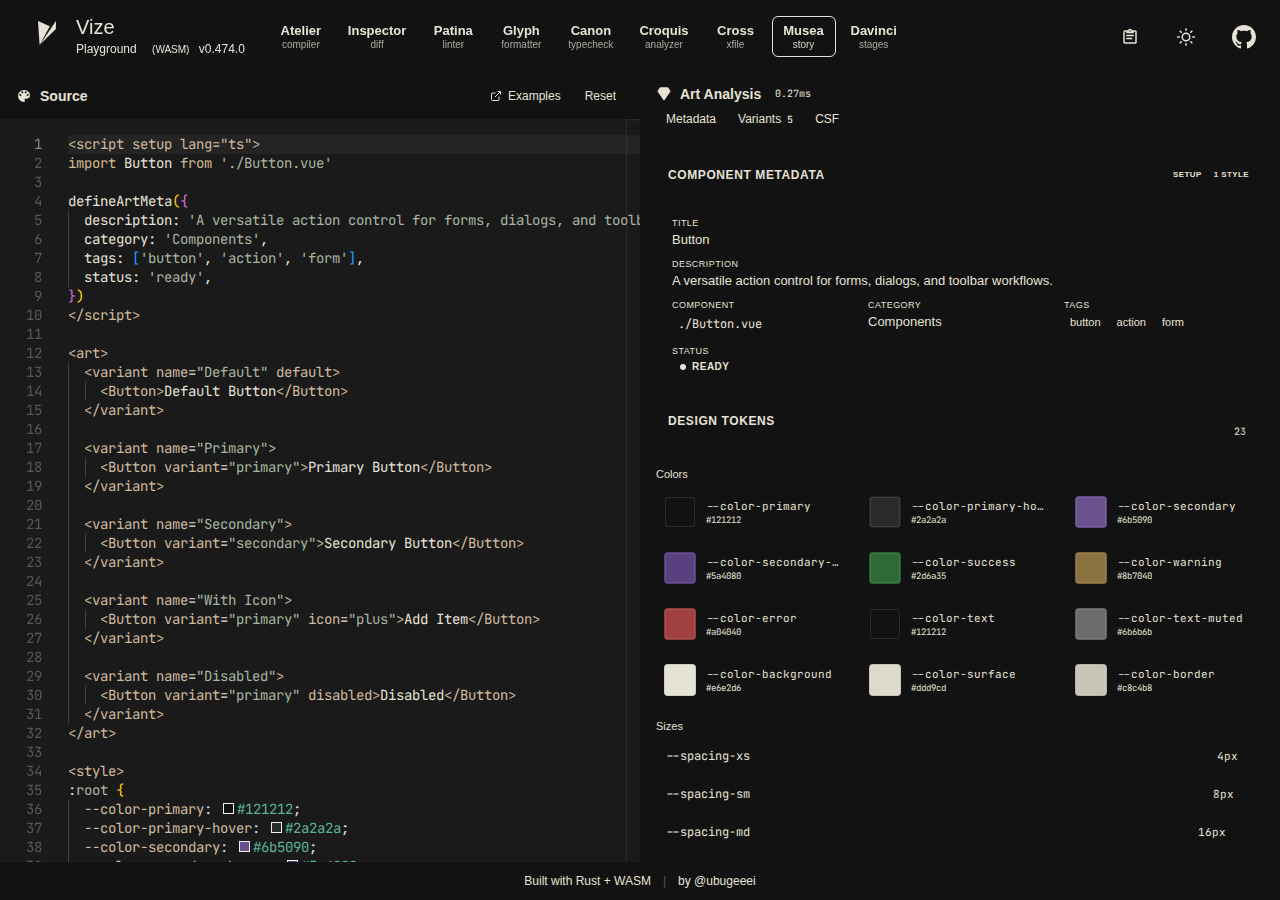 Vize
Playground (WASM) v0.474.0
Atelier
compiler
Inspector
diff
Patina
linter
Glyph
formatter
Canon
typecheck
Croquis
analyzer
Cross
xfile
Musea
story
Davinci
stages
Source
Examples
Reset
1 <script setup lang="ts">
2 import Button from './Button.vue'
3
4 defineArtMeta({
5 description: 'A versatile action control for forms, dialogs, and toolb
6 category: 'Components',
7 tags: ['button', 'action', 'form'],
8 status: 'ready',
9 })
10 </script>
11
12 <art>
13 <variant name="Default" default>
14 <Button>Default Button</Button>
15 </variant>
16
17 <variant name="Primary">
18 <Button variant="primary">Primary Button</Button>
19 </variant>
20
21 <variant name="Secondary">
22 <Button variant="secondary">Secondary Button</Button>
23 </variant>
24
25 <variant name="With Icon">
26 <Button variant="primary" icon="plus">Add Item</Button>
27 </variant>
28
29 <variant name="Disabled">
30 <Button variant="primary" disabled>Disabled</Button>
31 </variant>
32 </art>
33
34 <style>
35 :root {
36 --color-primary: #121212;
37 --color-primary-hover: #2a2a2a;
38 --color-secondary: #6b5090;
Art Analysis 0.27ms
Metadata Variants 5 CSF
COMPONENT METADATA SETUP 1 STYLE
TITLE
Button
DESCRIPTION
A versatile action control for forms, dialogs, and toolbar workflows.
COMPONENT
./Button.vue
CATEGORY
Components
TAGS
button action form
STATUS
READY
DESIGN TOKENS
23
Colors
--color-primary
#121212
--color-primary-ho…
#2a2a2a
--color-secondary
#6b5090
--color-secondary-…
#5a4080
--color-success
#2d6a35
--color-warning
#8b7040
--color-error
#a04040
--color-text
#121212
--color-text-muted
#6b6b6b
--color-background
#e6e2d6
--color-surface
#ddd9cd
--color-border
#c8c4b8
Sizes
--spacing-xs 4px
--spacing-sm 8px
--spacing-md 16px
Built with Rust + WASM | by @ubugeeei